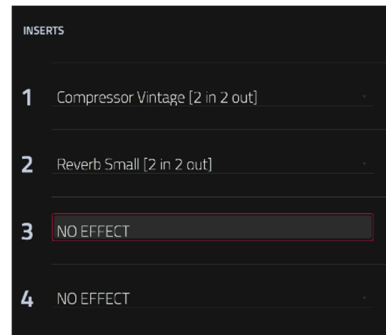 INSERTS
1 Compressor Vintage [2 in 2 out]
2 Reverb Small [2 in 2 out]
3 NO EFFECT
4 NO EFFECT